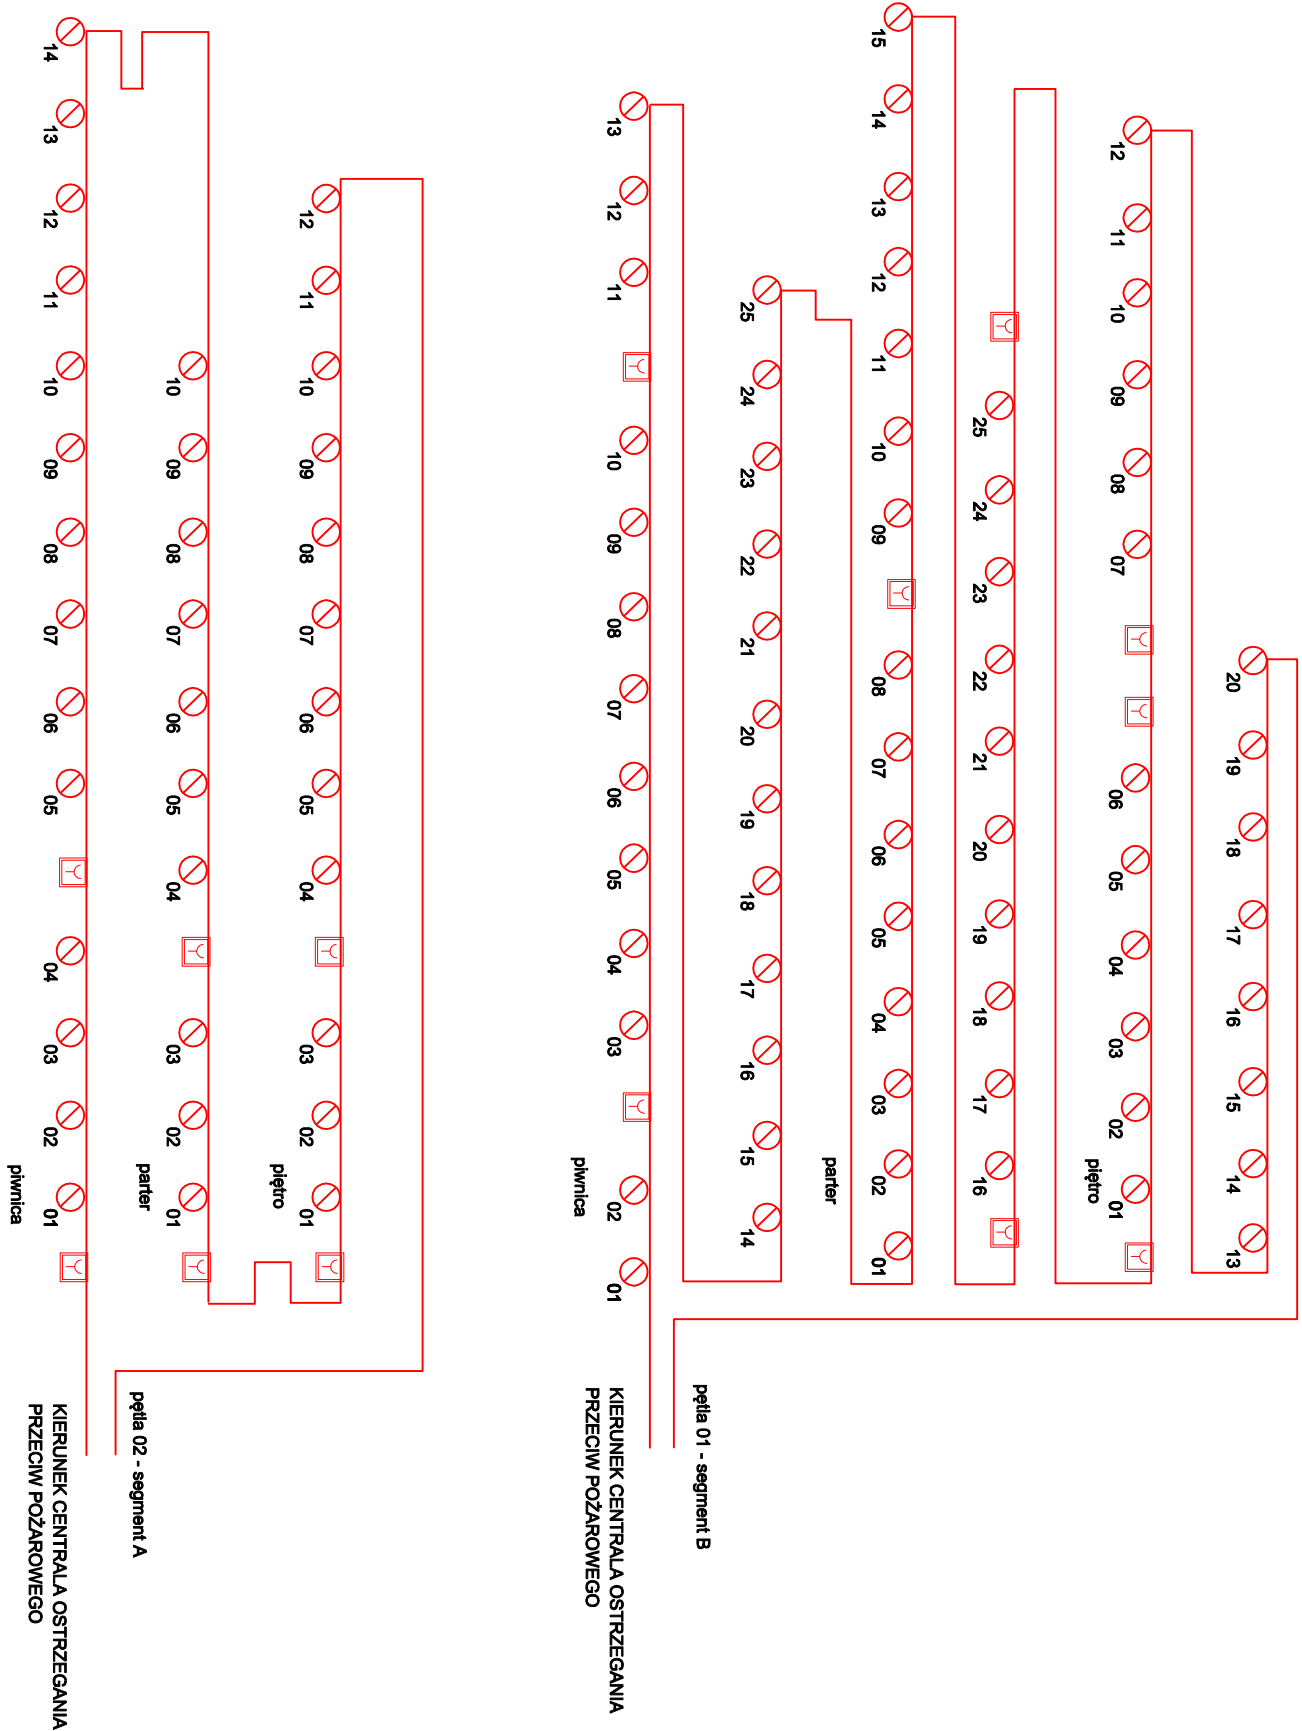 20 19 18 17 16 15 14 13
12 11 10 09 08 07 06 05 04 03 02 01
piętro
25 24 23 22 21 20 19 18 17 16
15 14 13 12 11 10 09 08 07 06 05 04 03 02 01
parter
25 24 23 22 21 20 19 18 17 16 15 14
pętla 01 - segment B
13 12 11 10 09 08 07 06 05 04 03 02 01
piwnica
KIERUNEK CENTRALA OSTRZEGANIA
PRZECIW POŻAROWEGO
12 11 10 09 08 07 06 05 04 03 02 01
piętro
10 09 08 07 06 05 04 03 02 01
parter
pętla 02 - segment A
14 13 12 11 10 09 08 07 06 05 04 03 02 01
piwnica
KIERUNEK CENTRALA OSTRZEGANIA
PRZECIW POŻAROWEGO